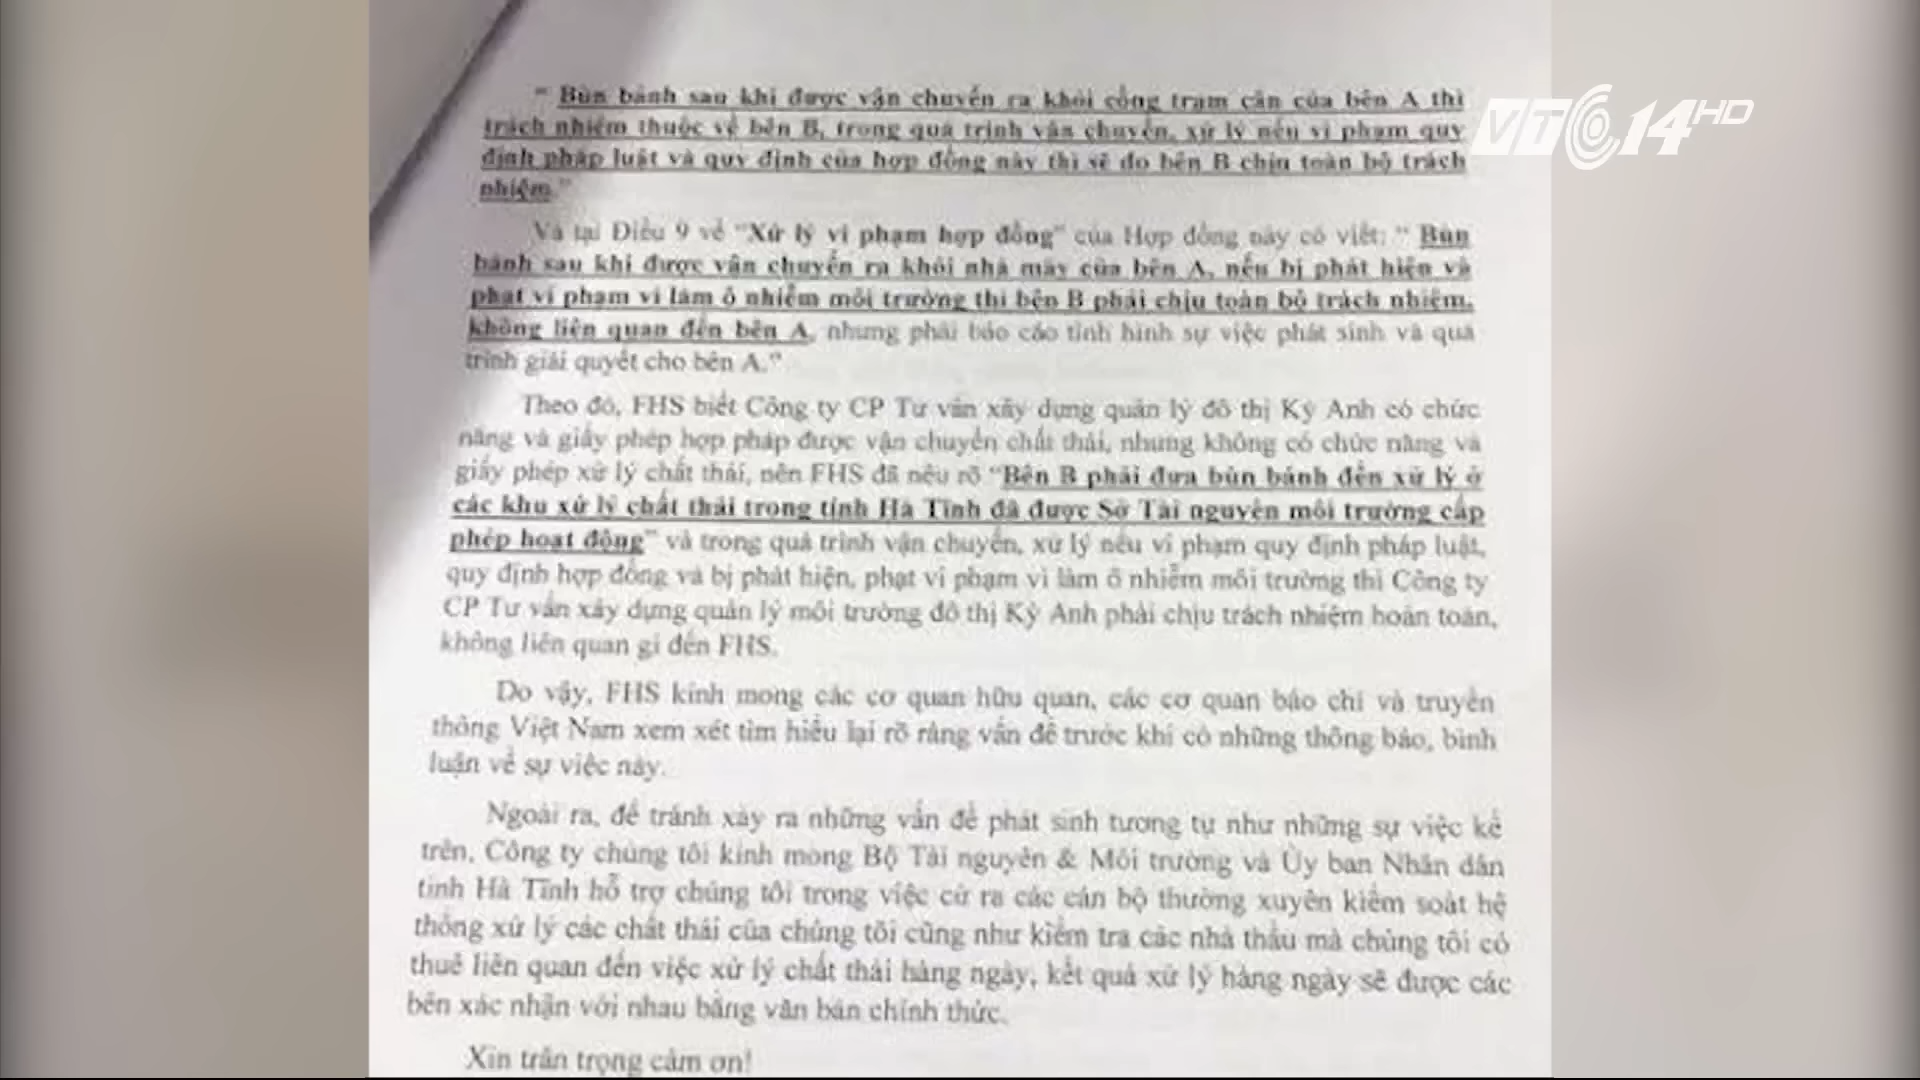 “ Bùn bánh sau khi được vận chuyển ra khỏi cổng trạm cân của bên A thì
trách nhiệm thuộc về bên B, trong quá trình vận chuyển, xử lý nếu vi phạm quy
định pháp luật và quy định của hợp đồng này thì sẽ do bên B chịu toàn bộ trách
nhiệm.”
VTC14HD
Và tại Điều 9 về “Xử lý vi phạm hợp đồng” của Hợp đồng này có viết: “ Bùn
bánh sau khi được vận chuyển ra khỏi nhà máy của bên A, nếu bị phát hiện và
phạt vi phạm vì làm ô nhiễm môi trường thì bên B phải chịu toàn bộ trách nhiệm,
không liên quan đến bên A, nhưng phải báo cáo tình hình sự việc phát sinh và quá
trình giải quyết cho bên A.”
Theo đó, FHS biết Công ty CP Tư vấn xây dựng quản lý đô thị Kỳ Anh có chức
năng và giấy phép hợp pháp được vận chuyển chất thải, nhưng không có chức năng và
giấy phép xử lý chất thải, nên FHS đã nêu rõ “Bên B phải đưa bùn bánh đến xử lý ở
các khu xử lý chất thải trong tỉnh Hà Tĩnh đã được Sở Tài nguyên môi trường cấp
phép hoạt động” và trong quá trình vận chuyển, xử lý nếu vi phạm quy định pháp luật,
quy định hợp đồng và bị phát hiện, phạt vi phạm vì làm ô nhiễm môi trường thì Công ty
CP Tư vấn xây dựng quản lý môi trường đô thị Kỳ Anh phải chịu trách nhiệm hoàn toàn,
không liên quan gì đến FHS.
Do vậy, FHS kính mong các cơ quan hữu quan, các cơ quan báo chí và truyền
thông Việt Nam xem xét tìm hiểu lại rõ ràng vấn đề trước khi có những thông báo, bình
luận về sự việc này.
Ngoài ra, để tránh xảy ra những vấn đề phát sinh tương tự như những sự việc kể
trên, Công ty chúng tôi kính mong Bộ Tài nguyên & Môi trường và Ủy ban Nhân dân
tỉnh Hà Tĩnh hỗ trợ chúng tôi trong việc cử ra các cán bộ thường xuyên kiểm soát hệ
thống xử lý các chất thải của chúng tôi cũng như kiểm tra các nhà thầu mà chúng tôi có
thuê liên quan đến việc xử lý chất thải hàng ngày, kết quả xử lý hàng ngày sẽ được các
bên xác nhận với nhau bằng văn bản chính thức.
Xin trân trọng cảm ơn!